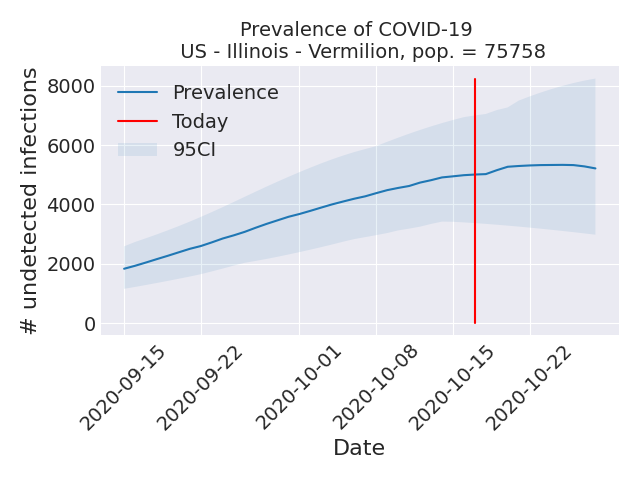 Prevalence of COVID-19
US - Illinois - Vermilion, pop. = 75758
# undetected infections
8000
6000
4000
2000
0
Prevalence
Today
95CI
2020-09-15
2020-09-22
2020-10-01
2020-10-08
2020-10-15
2020-10-22
Date